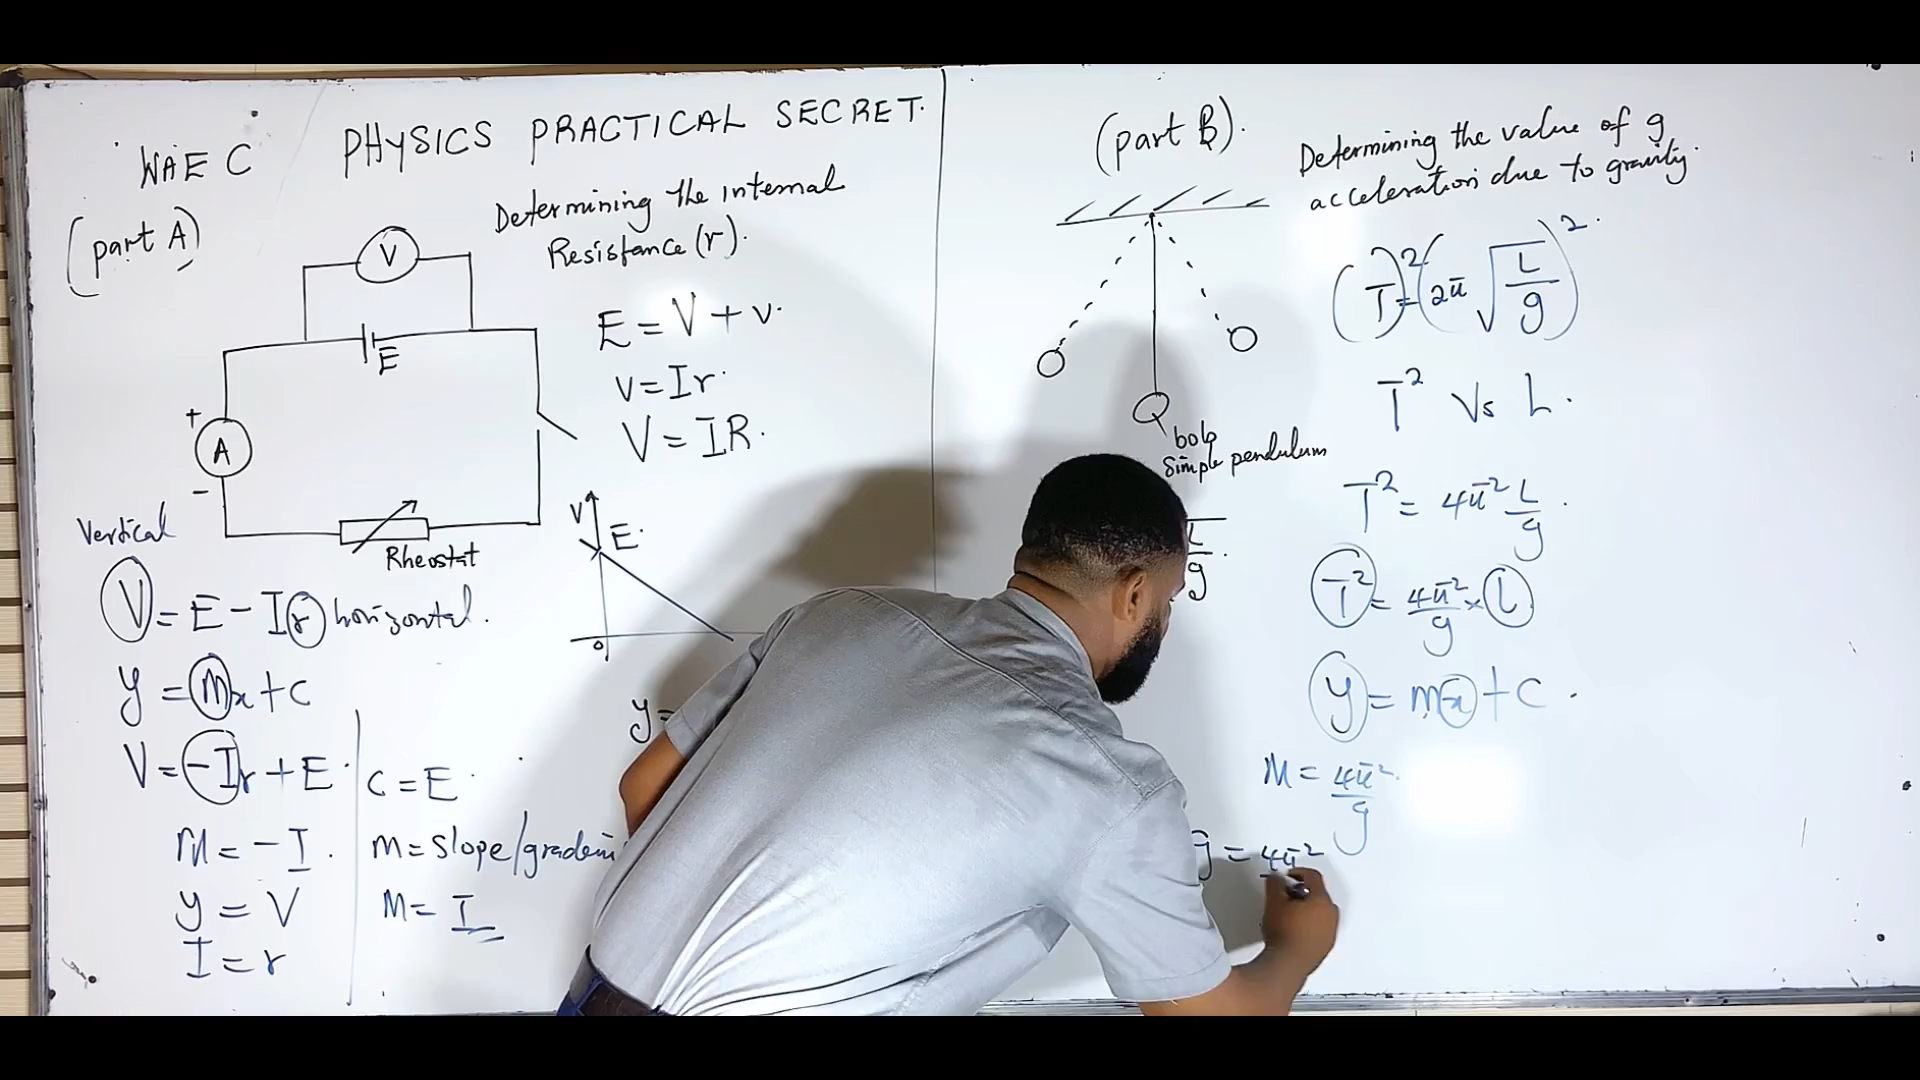 WAEC PHYSICS PRACTICAL SECRET.
(part A)
Determining the internal
Resistance (r).
V
E
+
A
-
Rheostat
E = V + v.
v = Ir.
V = IR.
V
E.
0
Vertical
V = E - Ir horizontal.
y = mx + c
V = -Ir + E.
M = -I.
y = V
I = r
C = E.
m = slope/gradein
M = I
y =
(part B).
Determining the value of g
acceleration due to gravity.
bob
Simple pendulum
(T)² = (2π √L/g)².
T² Vs L.
T² = 4π² L/g.
L/g.
T² = 4π²/g × L
y = mx + C.
M = 4π²/g.
g = 4π²